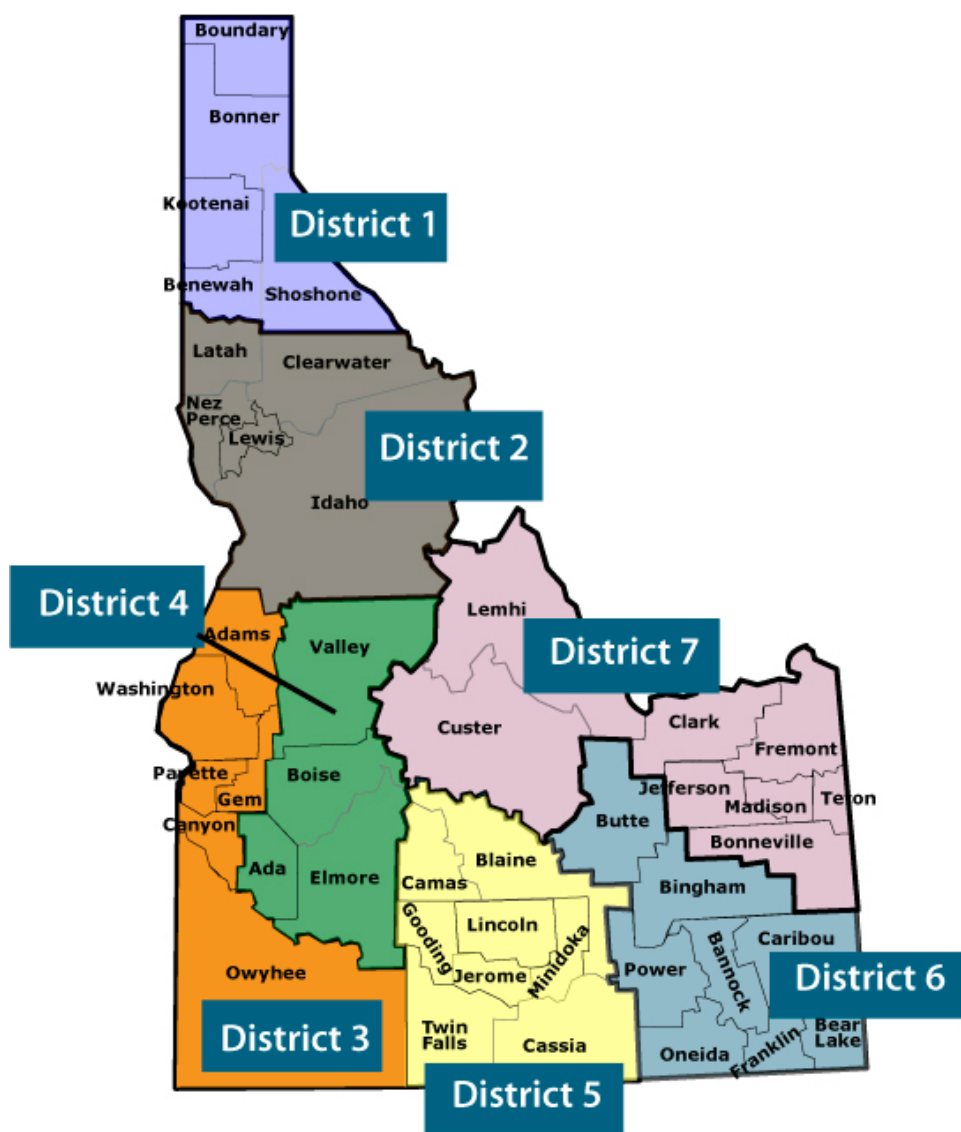 Boundary
Bonner
Kootenai
District 1
Benewah
Shoshone
Latah
Clearwater
Nez
Perce
Lewis
District 2
Idaho
District 4
Adams
Valley
Lemhi
District 7
Washington
Custer
Clark
Fremont
Payette
Gem
Boise
Jefferson
Madison
Teton
Canyon
Butte
Bonneville
Ada
Elmore
Camas
Blaine
Bingham
Gooding
Lincoln
Minidoka
Jerome
Owyhee
Power
Bannock
Caribou
District 6
District 3
Twin
Falls
Cassia
Oneida
Franklin
Bear
Lake
District 5